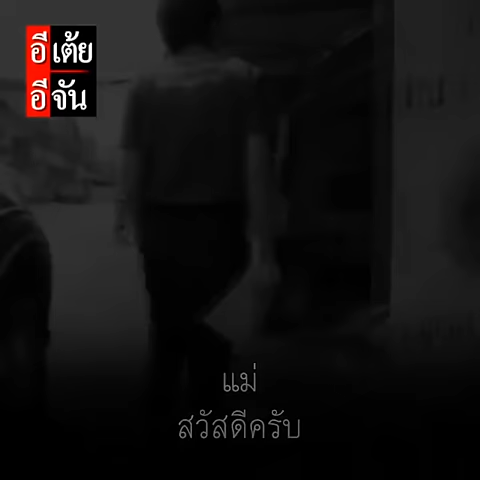 อีเต้ย
อีจัน
แม่
สวัสดีครับ